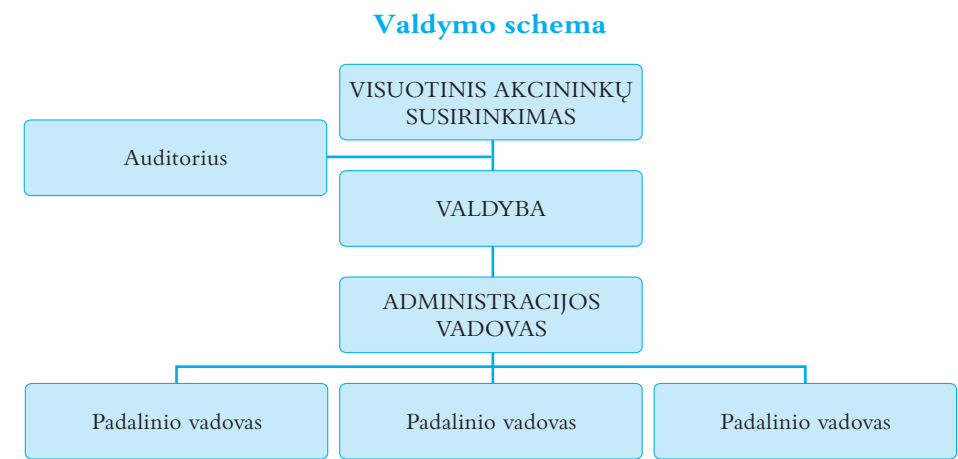 Valdymo schema
VISUOTINIS AKCININKŲ
SUSIRINKIMAS
Auditorius
VALDYBA
ADMINISTRACIJOS
VADOVAS
Padalinio vadovas
Padalinio vadovas
Padalinio vadovas